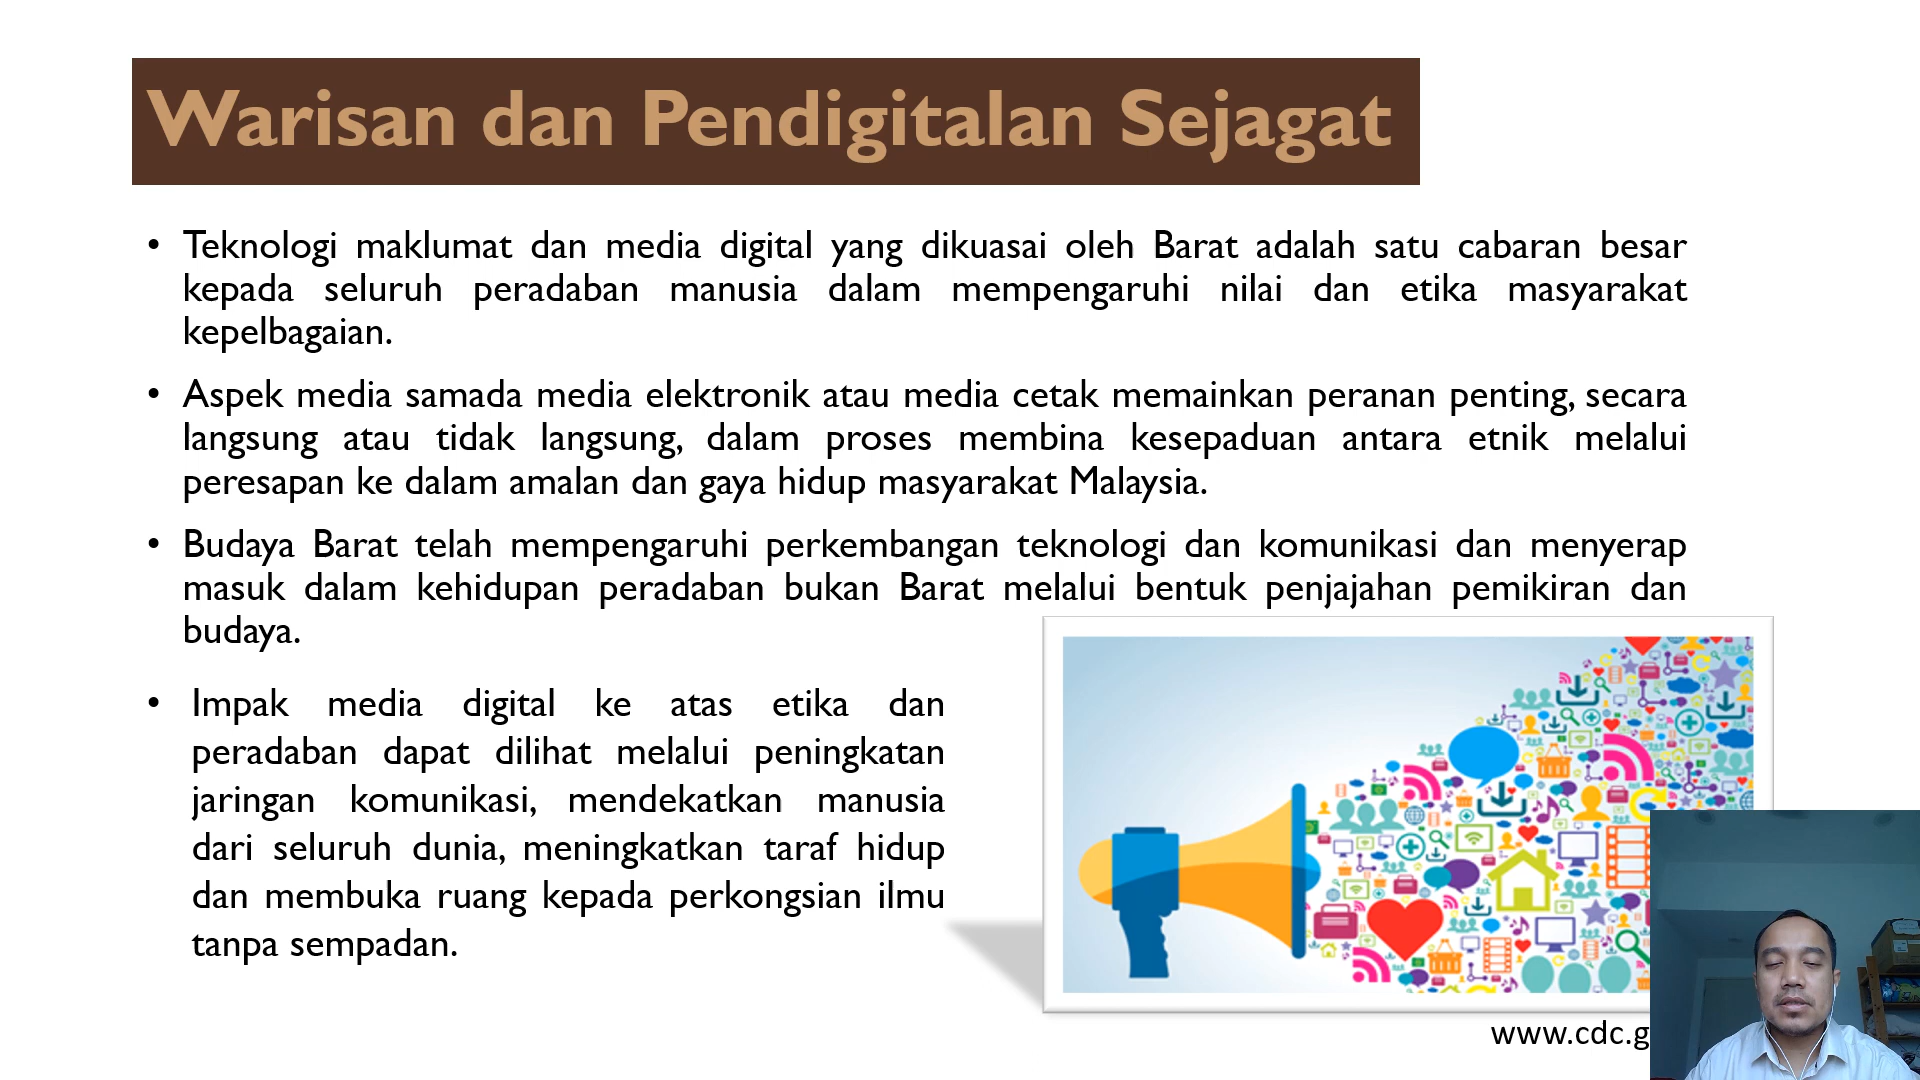 Warisan dan Pendigitalan Sejagat
• Teknologi maklumat dan media digital yang dikuasai oleh Barat adalah satu cabaran besar
kepada seluruh peradaban manusia dalam mempengaruhi nilai dan etika masyarakat
kepelbagaian.
• Aspek media samada media elektronik atau media cetak memainkan peranan penting, secara
langsung atau tidak langsung, dalam proses membina kesepaduan antara etnik melalui
peresapan ke dalam amalan dan gaya hidup masyarakat Malaysia.
• Budaya Barat telah mempengaruhi perkembangan teknologi dan komunikasi dan menyerap
masuk dalam kehidupan peradaban bukan Barat melalui bentuk penjajahan pemikiran dan
budaya.
• Impak media digital ke atas etika dan
peradaban dapat dilihat melalui peningkatan
jaringan komunikasi, mendekatkan manusia
dari seluruh dunia, meningkatkan taraf hidup
dan membuka ruang kepada perkongsian ilmu
tanpa sempadan.
www.cdc.g